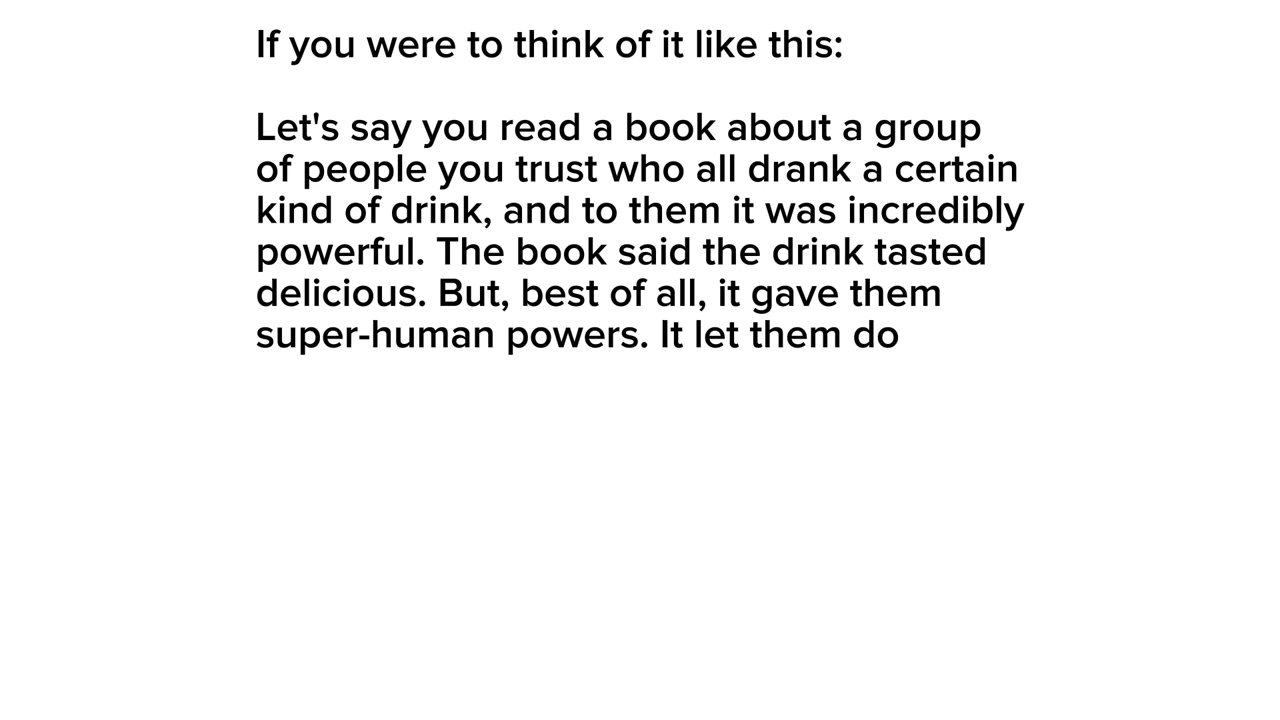 If you were to think of it like this:
Let's say you read a book about a group
of people you trust who all drank a certain
kind of drink, and to them it was incredibly
powerful. The book said the drink tasted
delicious. But, best of all, it gave them
super-human powers. It let them do